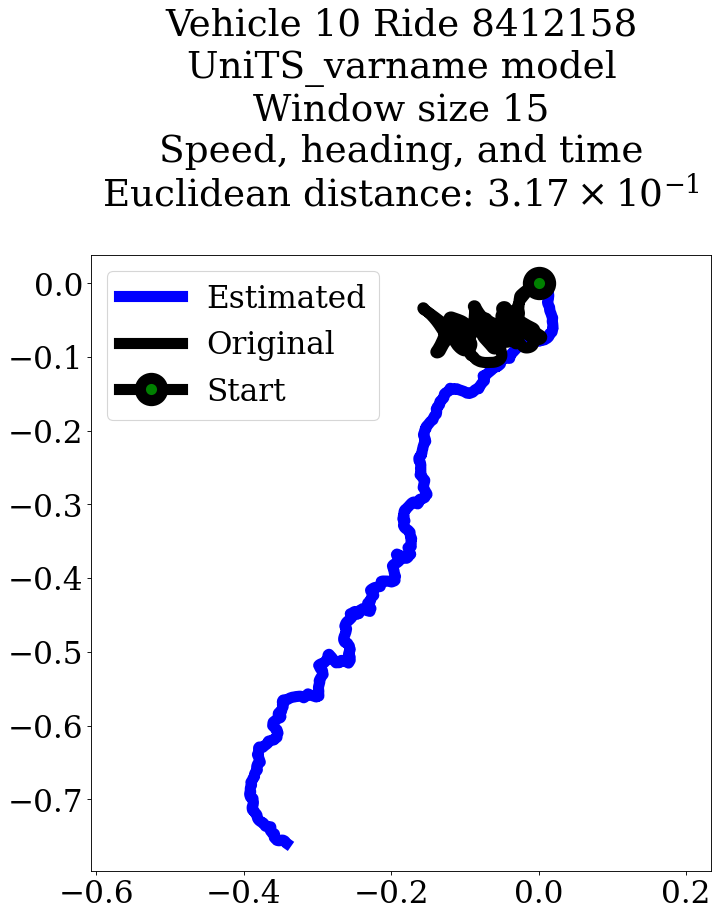 Vehicle 10 Ride 8412158
UniTS_varname model
Window size 15
Speed, heading, and time
Euclidean distance: $3.17 \times 10^{-1}$
Estimated
Original
Start
0.0
−0.1
−0.2
−0.3
−0.4
−0.5
−0.6
−0.7
−0.6 −0.4 −0.2 0.0 0.2